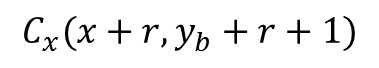 C_x(x + r, y_b + r + 1)